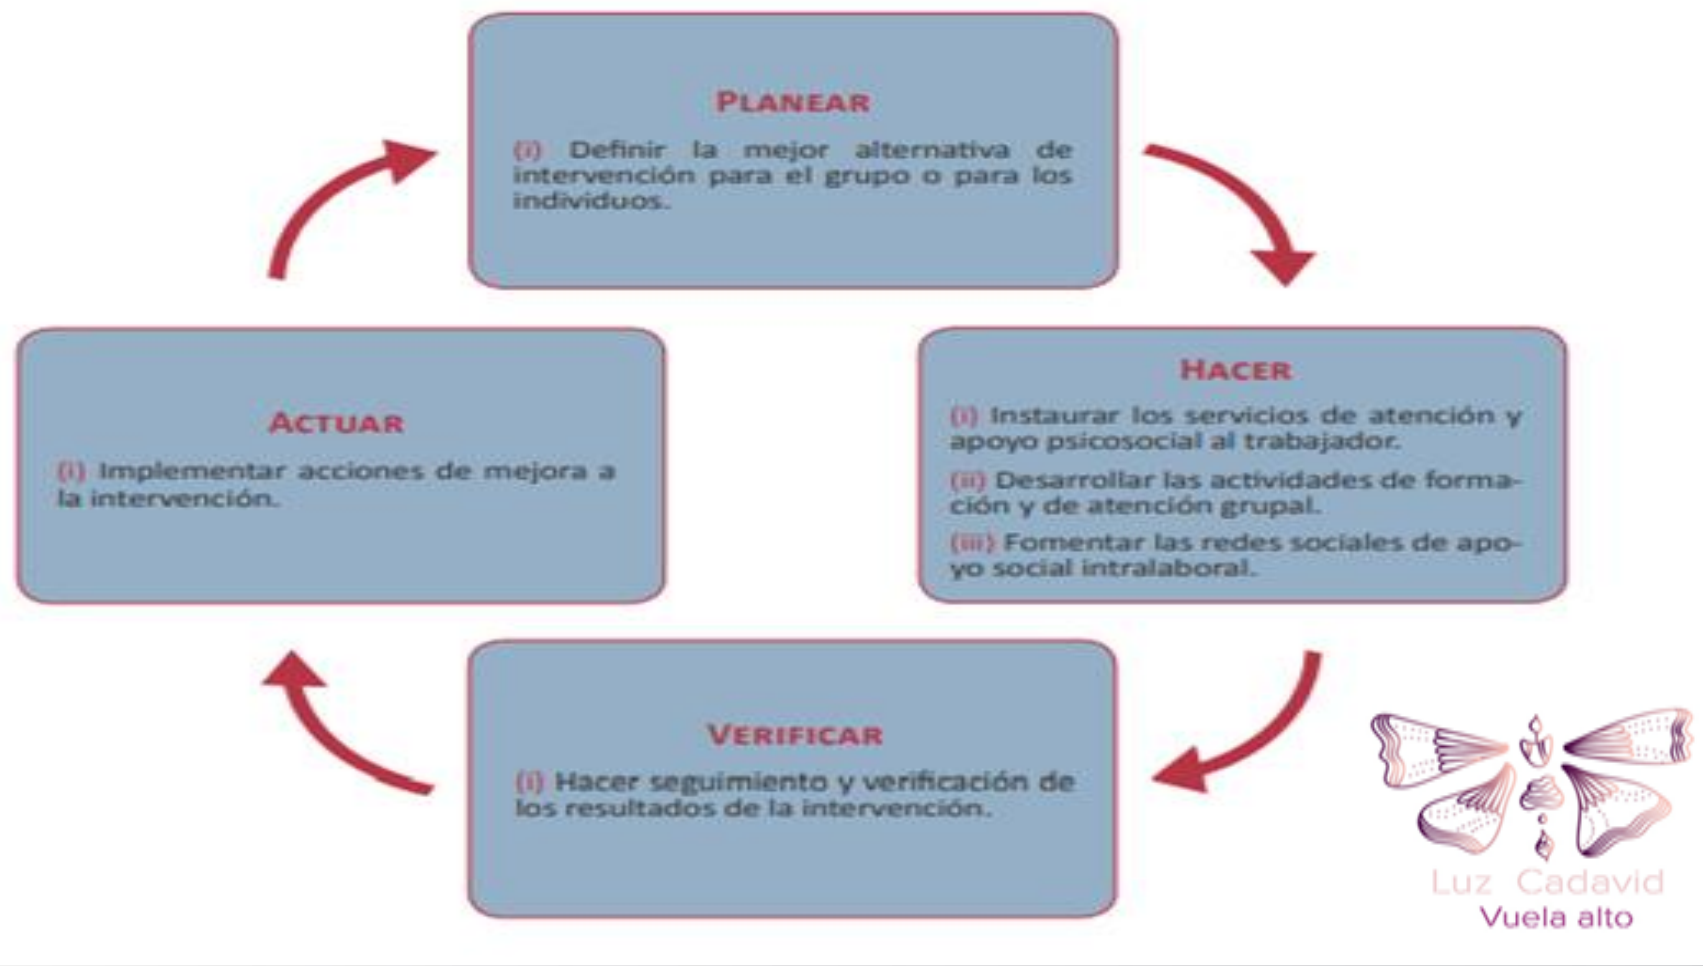 PLANEAR
(i) Definir la mejor alternativa de
intervención para el grupo o para los
individuos.
HACER
(i) Instaurar los servicios de atención y
apoyo psicosocial al trabajador.
(ii) Desarrollar las actividades de forma-
ción y de atención grupal.
(iii) Fomentar las redes sociales de apo-
yo social intralaboral.
VERIFICAR
(i) Hacer seguimiento y verificación de
los resultados de la intervención.
ACTUAR
(i) Implementar acciones de mejora a
la intervención.
Luz Cadavid
Vuela alto